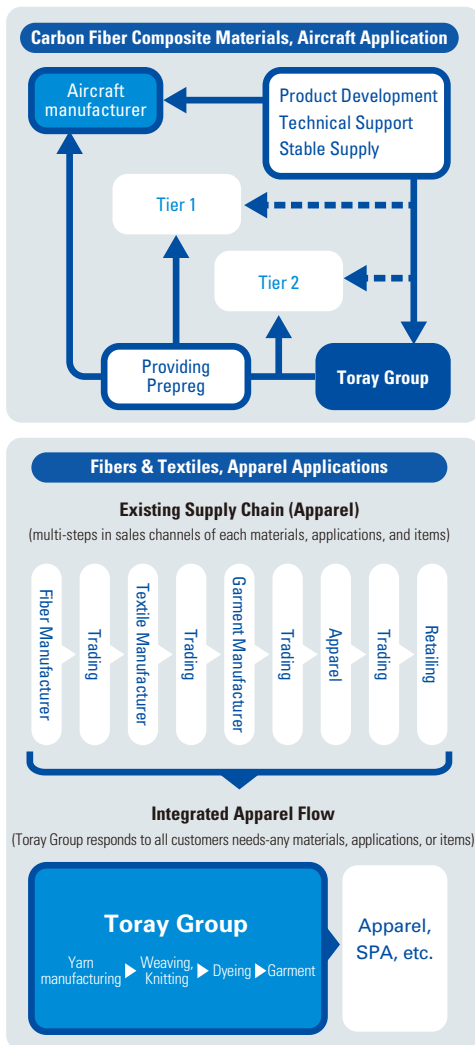 Carbon Fiber Composite Materials, Aircraft Application
Aircraft
manufacturer
Product Development
Technical Support
Stable Supply
Tier 1
Tier 2
Providing
Prepreg
Toray Group
Fibers & Textiles, Apparel Applications
Existing Supply Chain (Apparel)
(multi-steps in sales channels of each materials, applications, and items)
Fiber Manufacturer
Trading
Textile Manufacturer
Trading
Garment Manufacturer
Trading
Apparel
Trading
Retailing
Integrated Apparel Flow
(Toray Group responds to all customers needs-any materials, applications, or items)
Toray Group
Yarn
manufacturing
Weaving,
Knitting
Dyeing
Garment
Apparel,
SPA, etc.